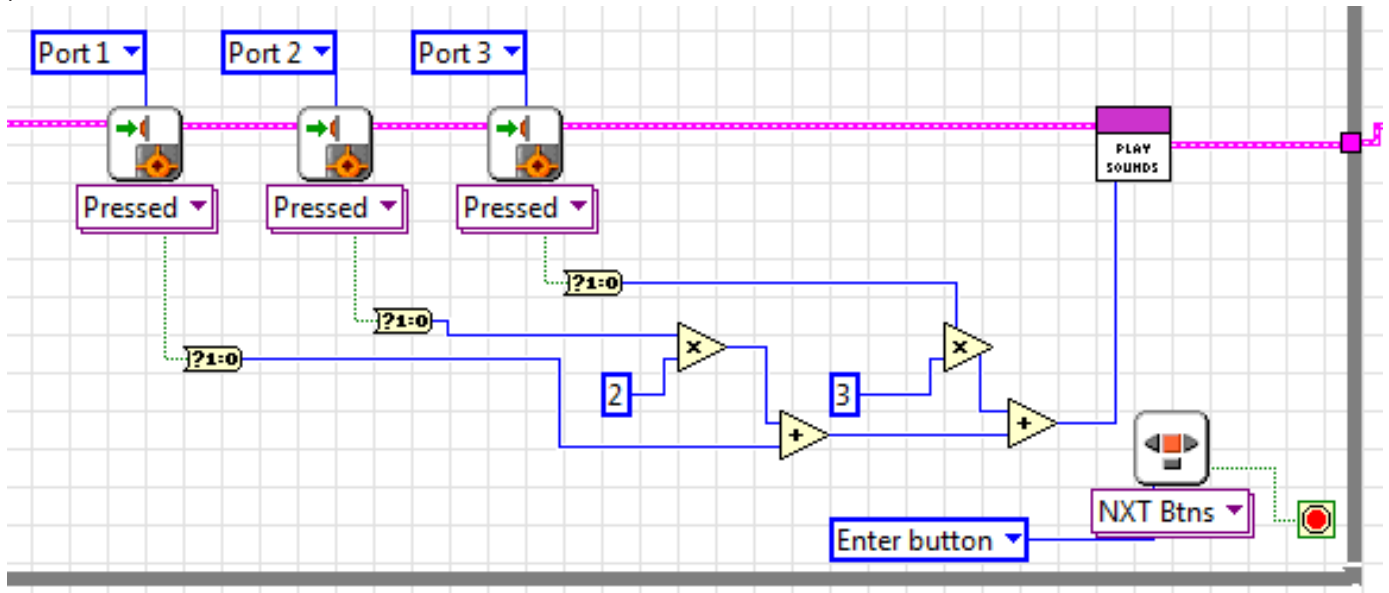 Port 1
Port 2
Port 3
PLAY
SOUNDS
Pressed
Pressed
Pressed
?1:0
?1:0
?1:0
x
x
2
3
+
+
NXT Btns
Enter button